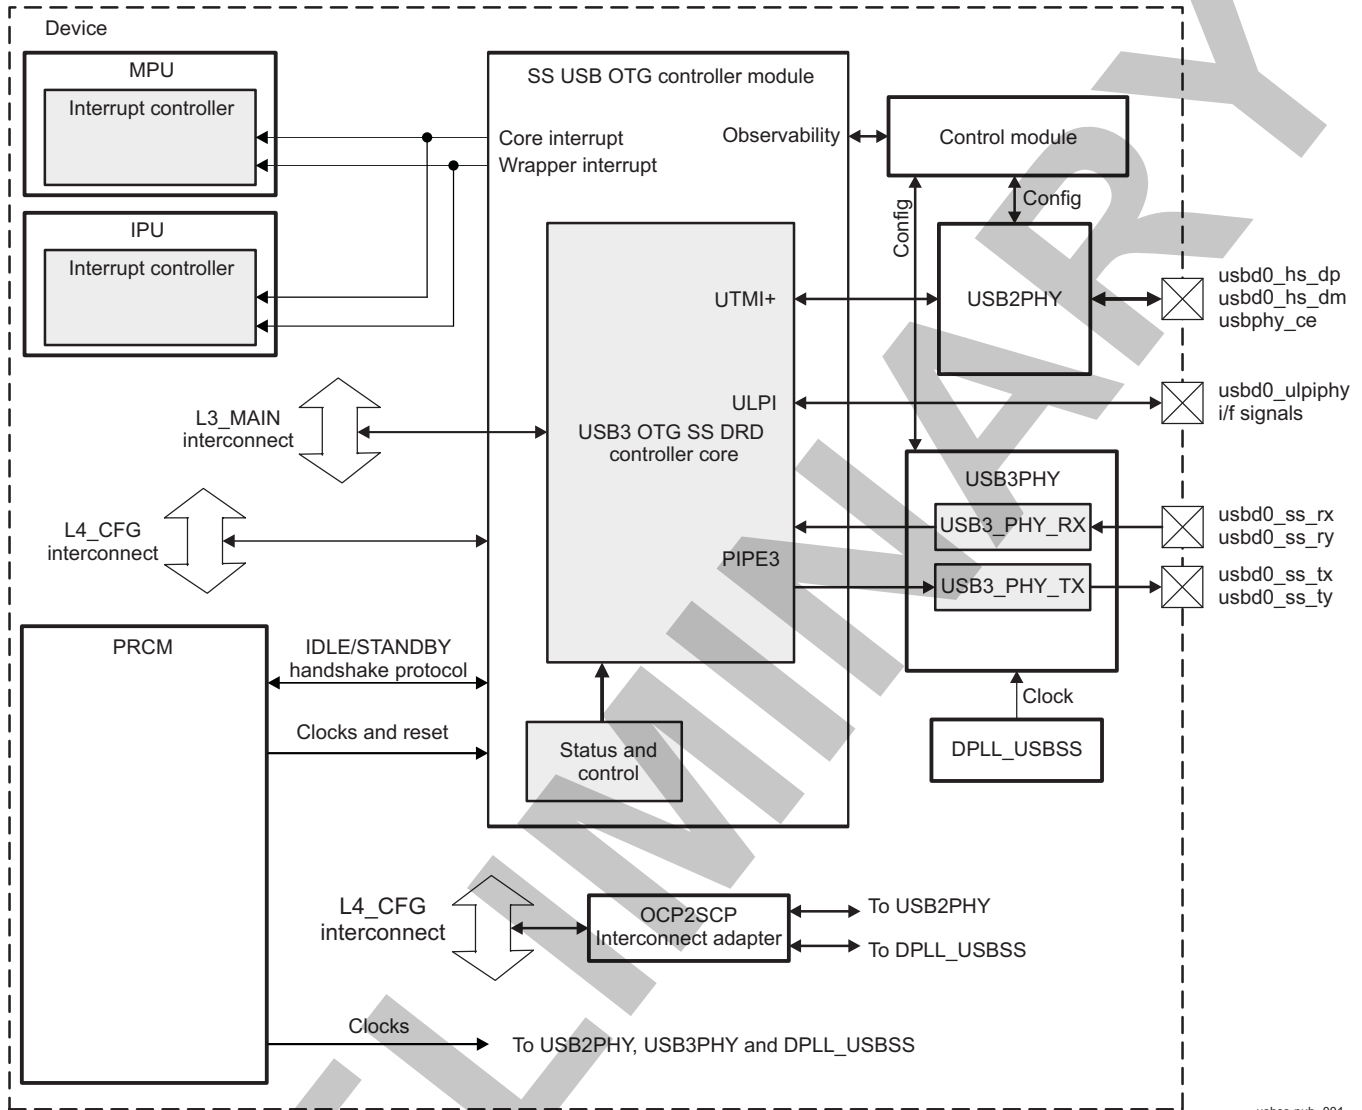 Device
MPU
Interrupt controller
IPU
Interrupt controller
SS USB OTG controller module
Core interrupt
Wrapper interrupt
Observability
Control module
Config
Config
UTMI+
USB2PHY
usbd0_hs_dp
usbd0_hs_dm
usbphy_ce
ULPI
usbd0_ulpiphy
i/f signals
L3_MAIN
interconnect
USB3 OTG SS DRD
controller core
USB3PHY
USB3_PHY_RX
usbd0_ss_rx
usbd0_ss_ry
L4_CFG
interconnect
PIPE3
USB3_PHY_TX
usbd0_ss_tx
usbd0_ss_ty
PRCM
IDLE/STANDBY
handshake protocol
Clocks and reset
Status and
control
Clock
DPLL_USBSS
L4_CFG
interconnect
OCP2SCP
Interconnect adapter
To USB2PHY
To DPLL_USBSS
Clocks
To USB2PHY, USB3PHY and DPLL_USBSS
ELIMINARY